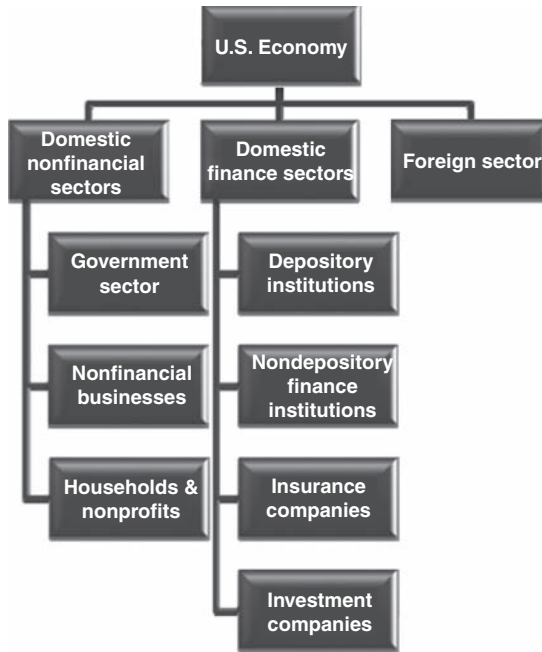 U.S. Economy
Domestic
nonfinancial
sectors
Domestic
finance sectors
Foreign sector
Government
sector
Depository
institutions
Nonfinancial
businesses
Nondepository
finance
institutions
Households &
nonprofits
Insurance
companies
Investment
companies